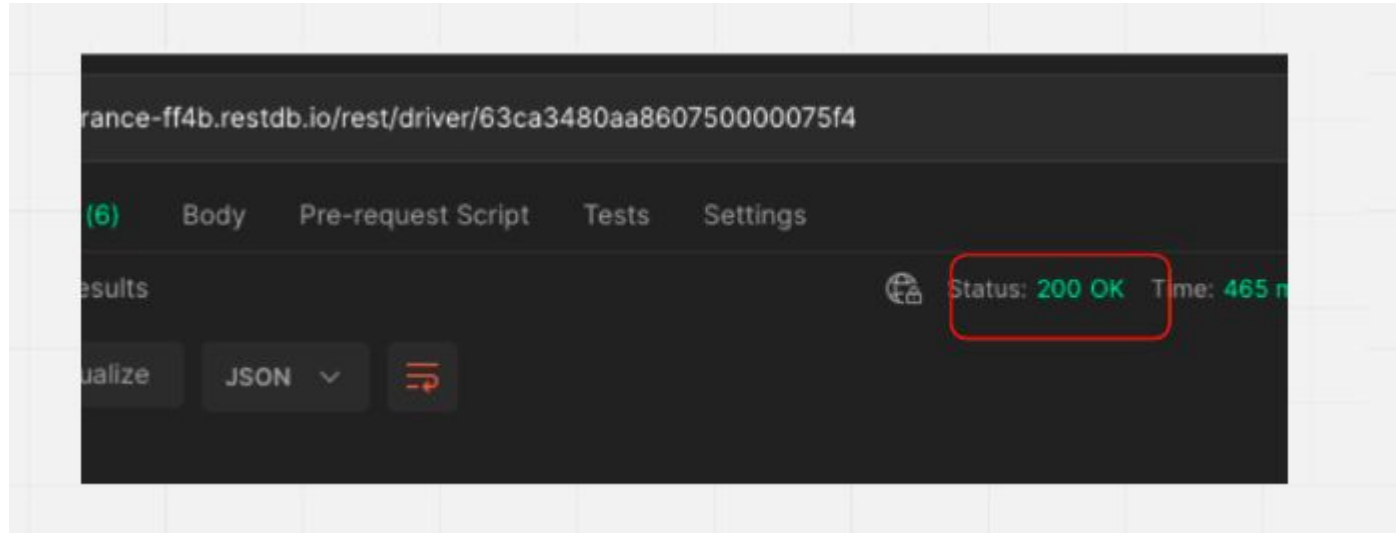 rance-ff4b.restdb.io/rest/driver/63ca3480aa860750000075f4
(6) Body Pre-request Script Tests Settings
esults Status: 200 OK Time: 465 m
ualize JSON